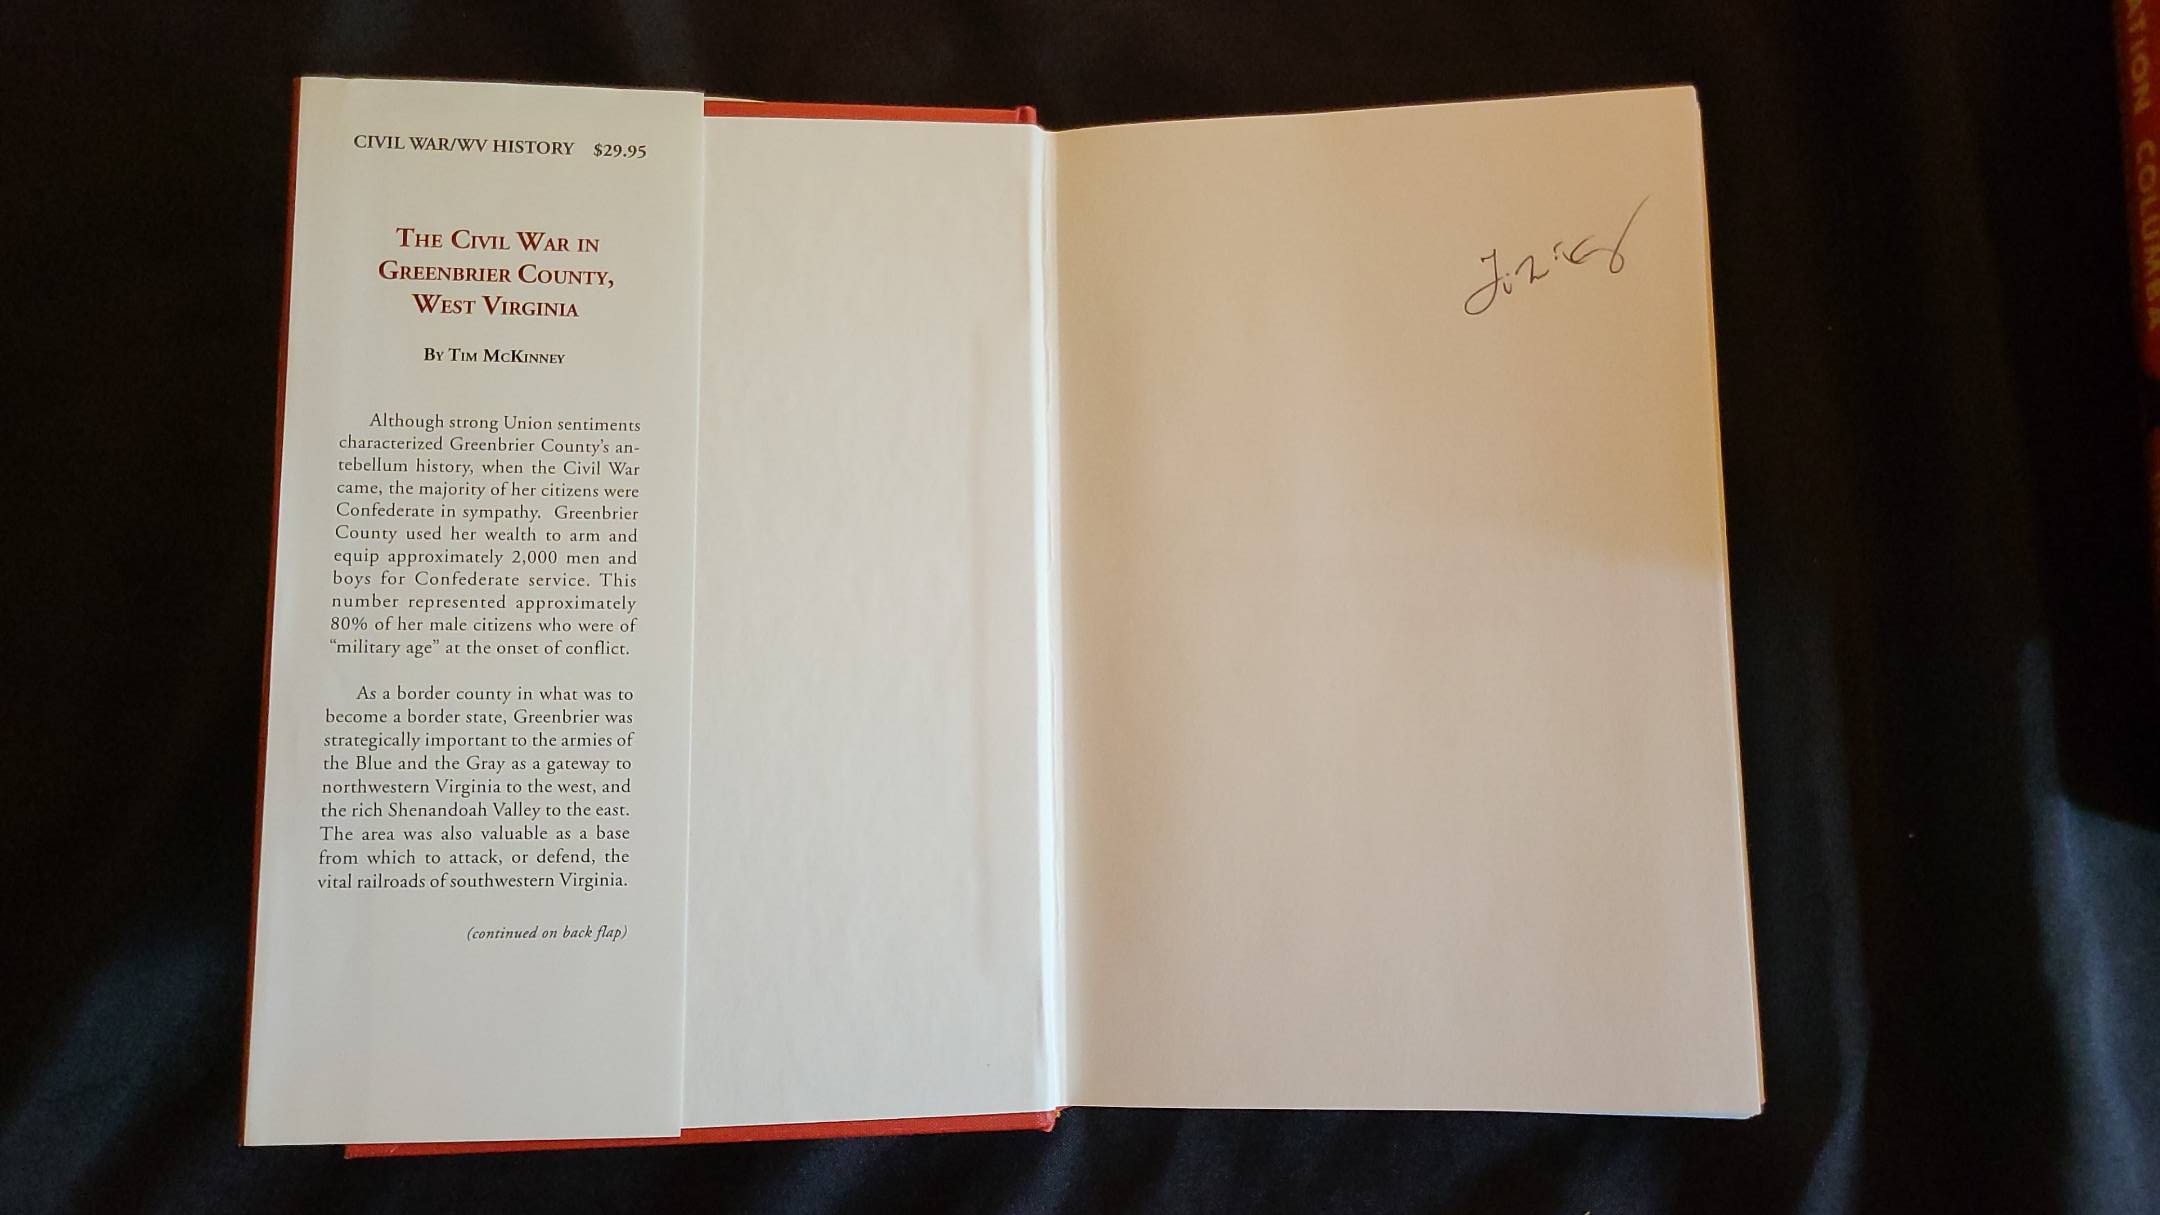 CIVIL WAR/WV HISTORY $29.95
THE CIVIL WAR IN
GREENBRIER COUNTY,
WEST VIRGINIA
BY TIM MCKINNEY
Although strong Union sentiments
characterized Greenbrier County's an-
tebellum history, when the Civil War
came, the majority of her citizens were
Confederate in sympathy. Greenbrier
County used her wealth to arm and
equip approximately 2,000 men and
boys for Confederate service. This
number represented approximately
80% of her male citizens who were of
“military age” at the onset of conflict.
As a border county in what was to
become a border state, Greenbrier was
strategically important to the armies of
the Blue and the Gray as a gateway to
northwestern Virginia to the west, and
the rich Shenandoah Valley to the east.
The area was also valuable as a base
from which to attack, or defend, the
vital railroads of southwestern Virginia.
(continued on back flap)
COLUMBA